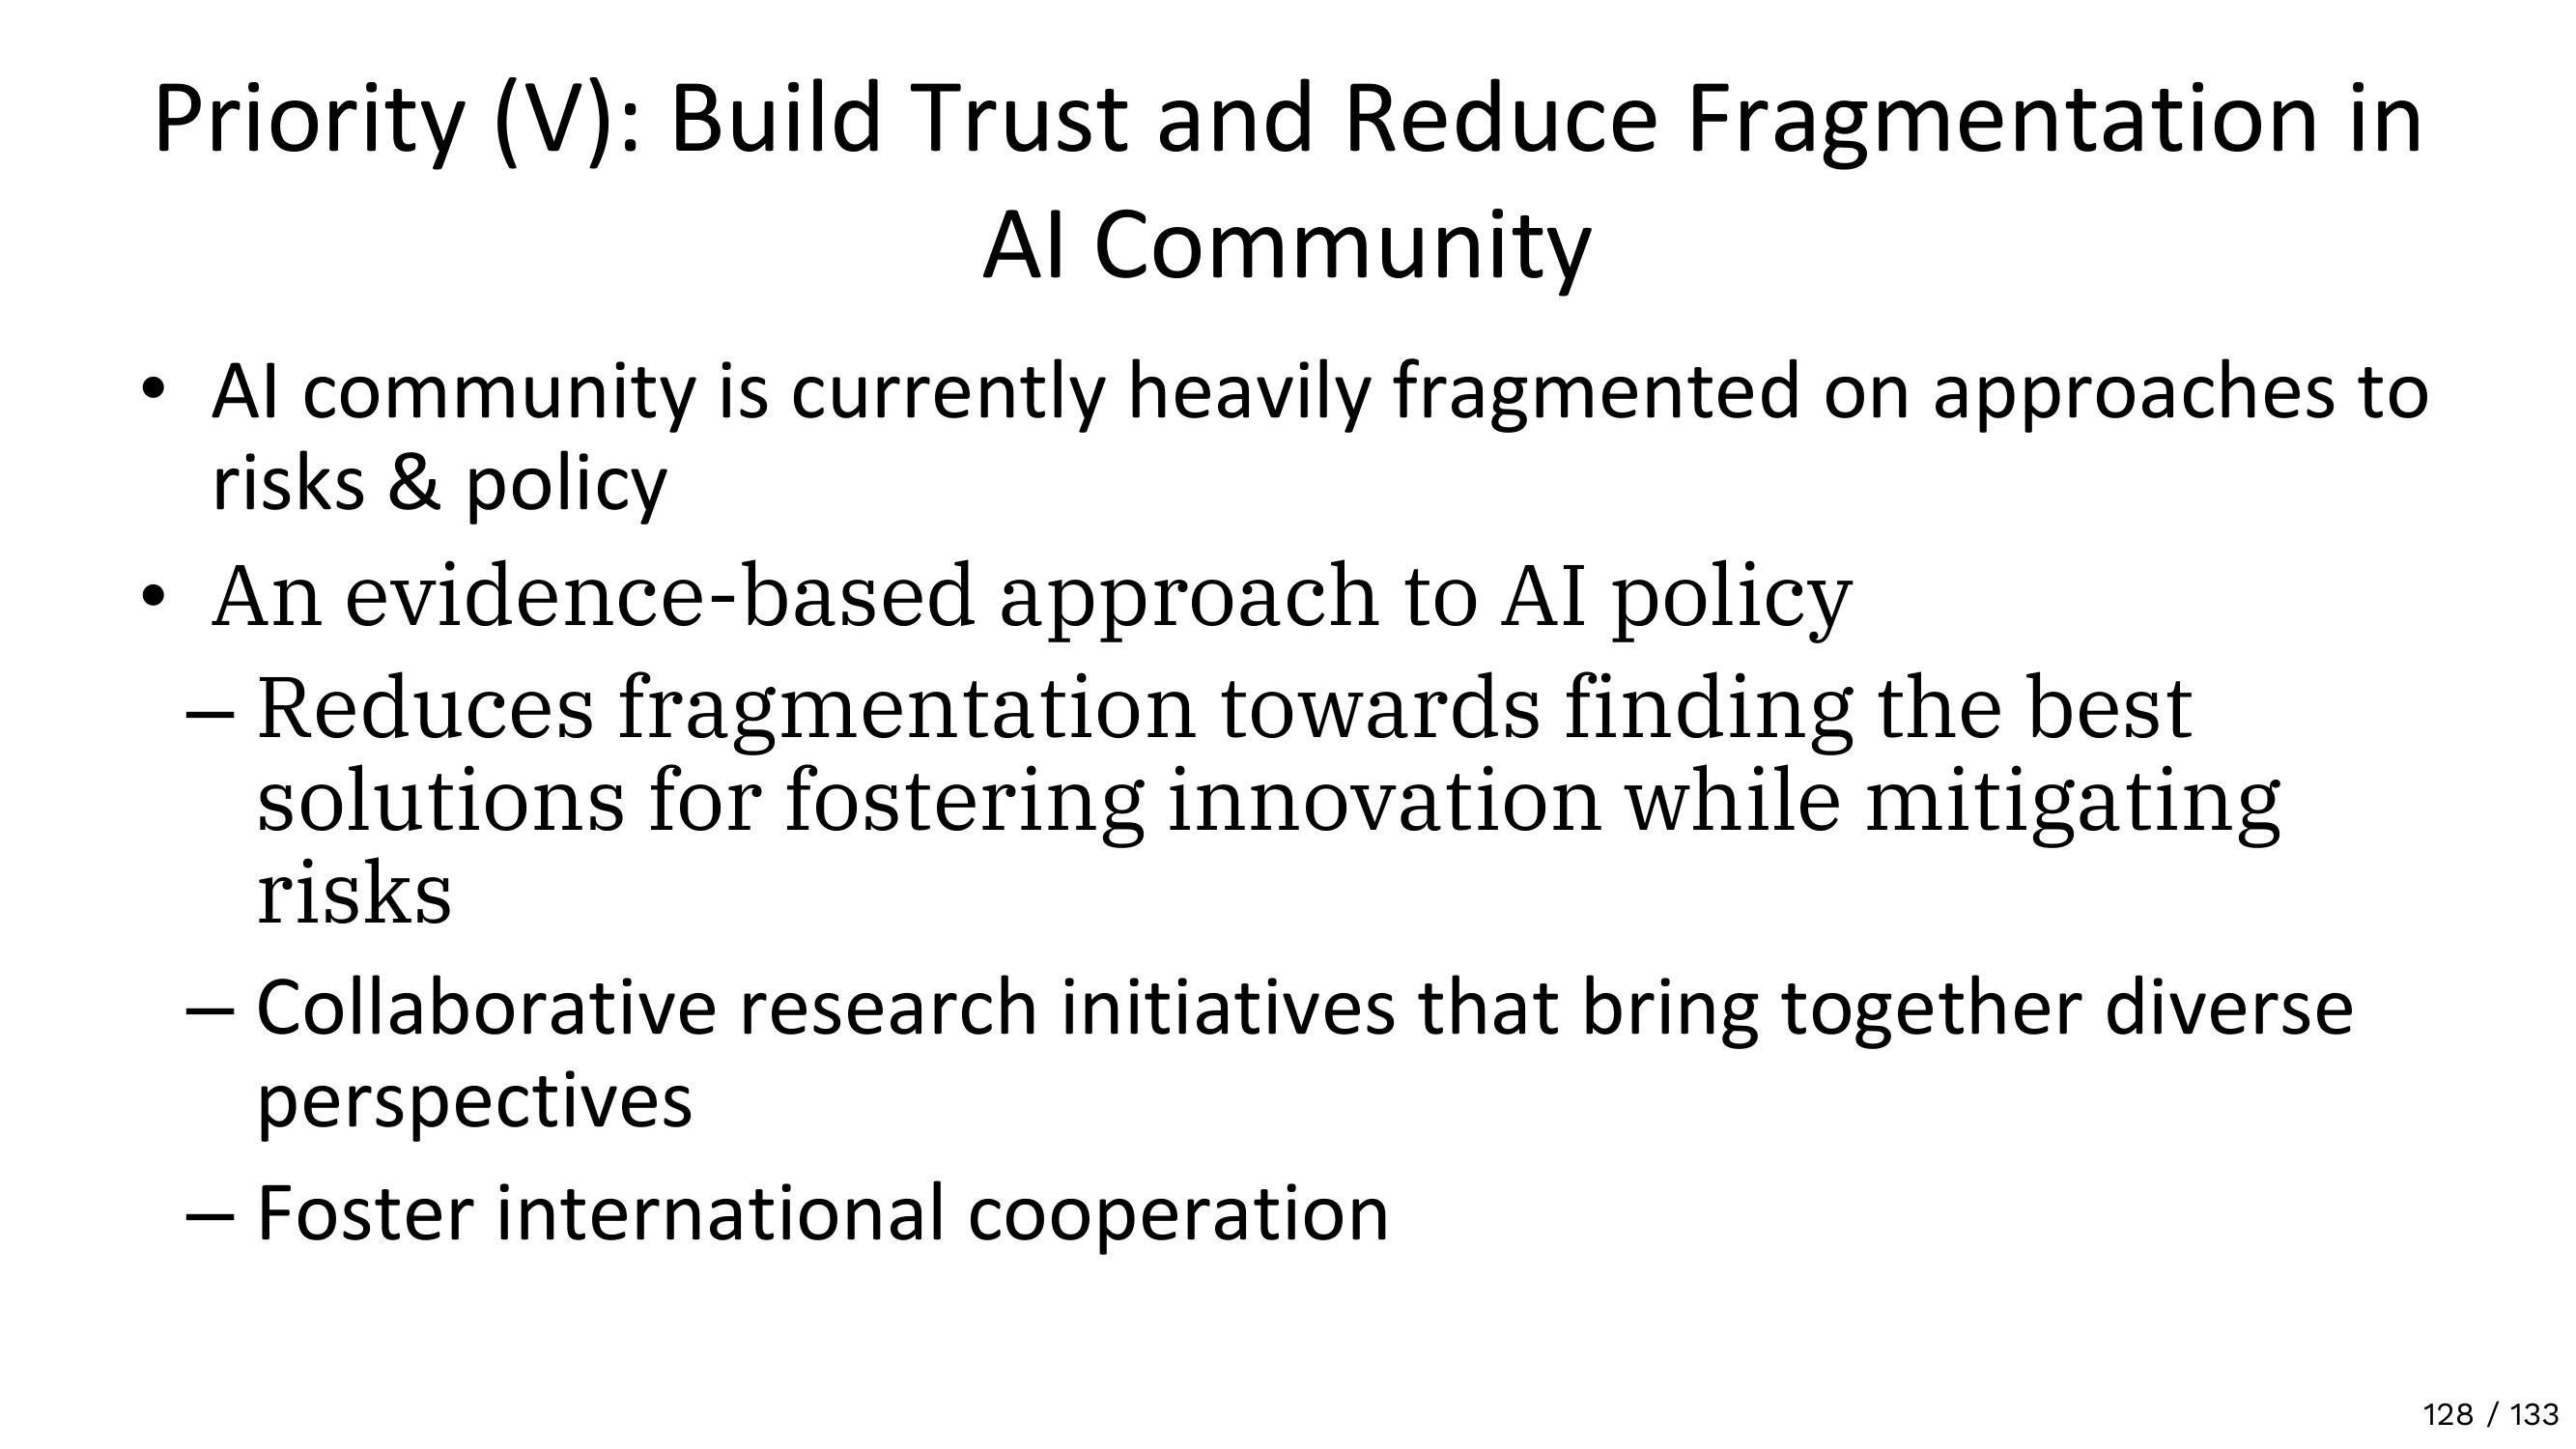 Priority (V): Build Trust and Reduce Fragmentation in
AI Community
• AI community is currently heavily fragmented on approaches to
risks & policy
• An evidence-based approach to AI policy
– Reduces fragmentation towards finding the best
solutions for fostering innovation while mitigating
risks
– Collaborative research initiatives that bring together diverse
perspectives
– Foster international cooperation
128 / 133